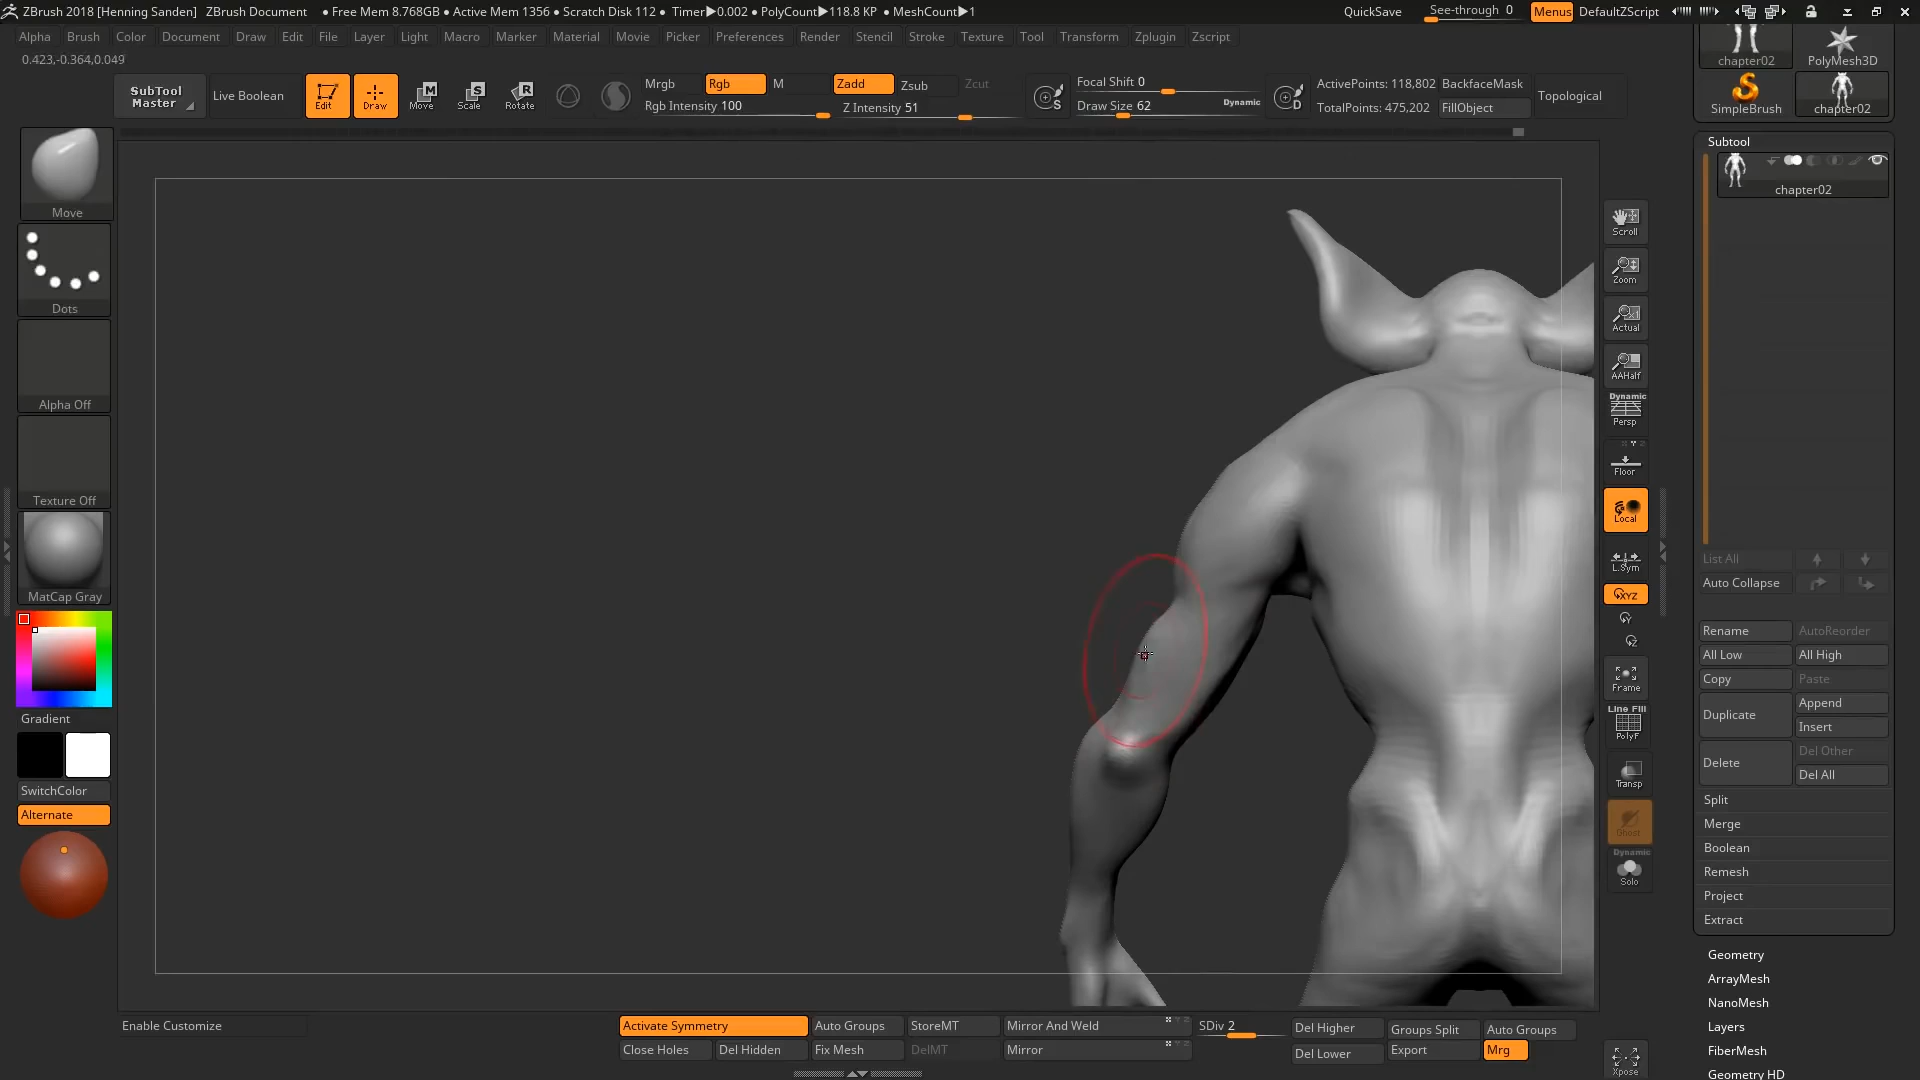 ZBrush 2018 [Henning Sanden] ZBrush Document • Free Mem 8.768GB • Active Mem 1356 • Scratch Disk 112 • Timer▶0.002 • PolyCount▶118.8 KP • MeshCount▶1 QuickSave See-through 0 Menus DefaultZScript
Alpha Brush Color Document Draw Edit File Layer Light Macro Marker Material Movie Picker Preferences Render Stencil Stroke Texture Tool Transform Zplugin Zscript
0.423,-0.364,0.049
SubTool Master
Live Boolean
Edit
Draw
Move
Scale
Rotate
Mrgb Rgb M
Rgb Intensity 100
Zadd Zsub Zcut
Z Intensity 51
S
Focal Shift 0
Draw Size 62 Dynamic
D
ActivePoints: 118,802
TotalPoints: 475,202
BackfaceMask
FillObject
Topological
chapter02
PolyMesh3D
SimpleBrush
chapter02
Move
Dots
Alpha Off
Texture Off
MatCap Gray
Gradient
SwitchColor
Alternate
Scroll
Zoom
Actual
AAHalf
Dynamic
Persp
Floor
Local
L.Sym
XYZ
Y
Z
Frame
Line Fill
PolyF
Transp
Ghost
Dynamic
Solo
Xpose
Subtool
chapter02
List All
Auto Collapse
Rename AutoReorder
All Low All High
Copy Paste
Duplicate Append
Insert
Delete Del Other
Del All
Split
Merge
Boolean
Remesh
Project
Extract
Geometry
ArrayMesh
NanoMesh
Layers
FiberMesh
Geometry HD
Enable Customize
Activate Symmetry Auto Groups StoreMT Mirror And Weld SDiv 2 Del Higher Groups Split Auto Groups
Close Holes Del Hidden Fix Mesh DelMT Mirror Del Lower Export Mrg